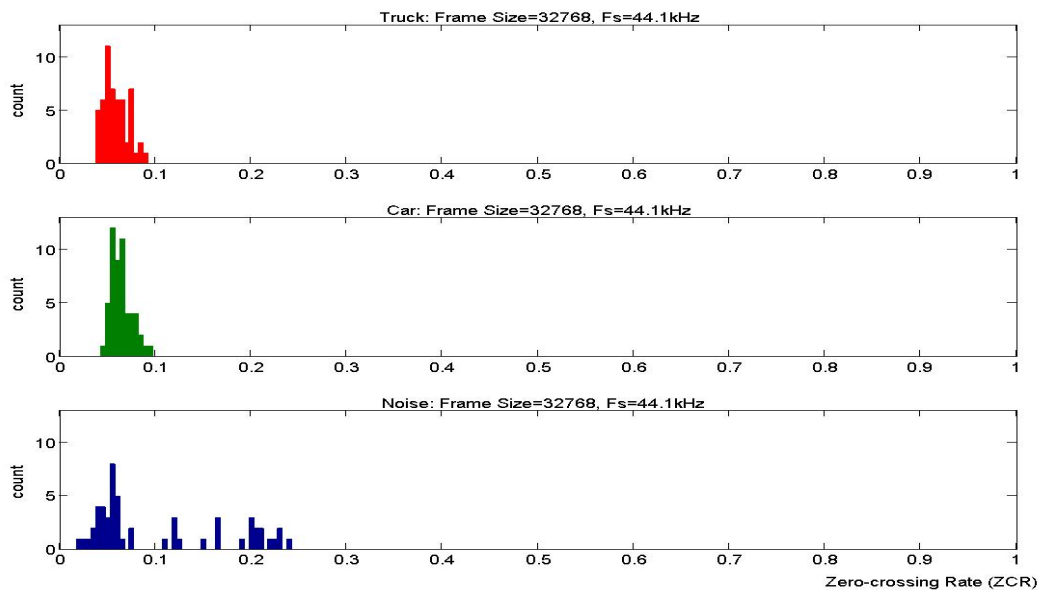 Truck: Frame Size=32768, Fs=44.1kHz
10
5
0
count
0 0.1 0.2 0.3 0.4 0.5 0.6 0.7 0.8 0.9 1
Car: Frame Size=32768, Fs=44.1kHz
10
5
0
count
0 0.1 0.2 0.3 0.4 0.5 0.6 0.7 0.8 0.9 1
Noise: Frame Size=32768, Fs=44.1kHz
10
5
0
count
0 0.1 0.2 0.3 0.4 0.5 0.6 0.7 0.8 0.9 1
Zero-crossing Rate (ZCR)